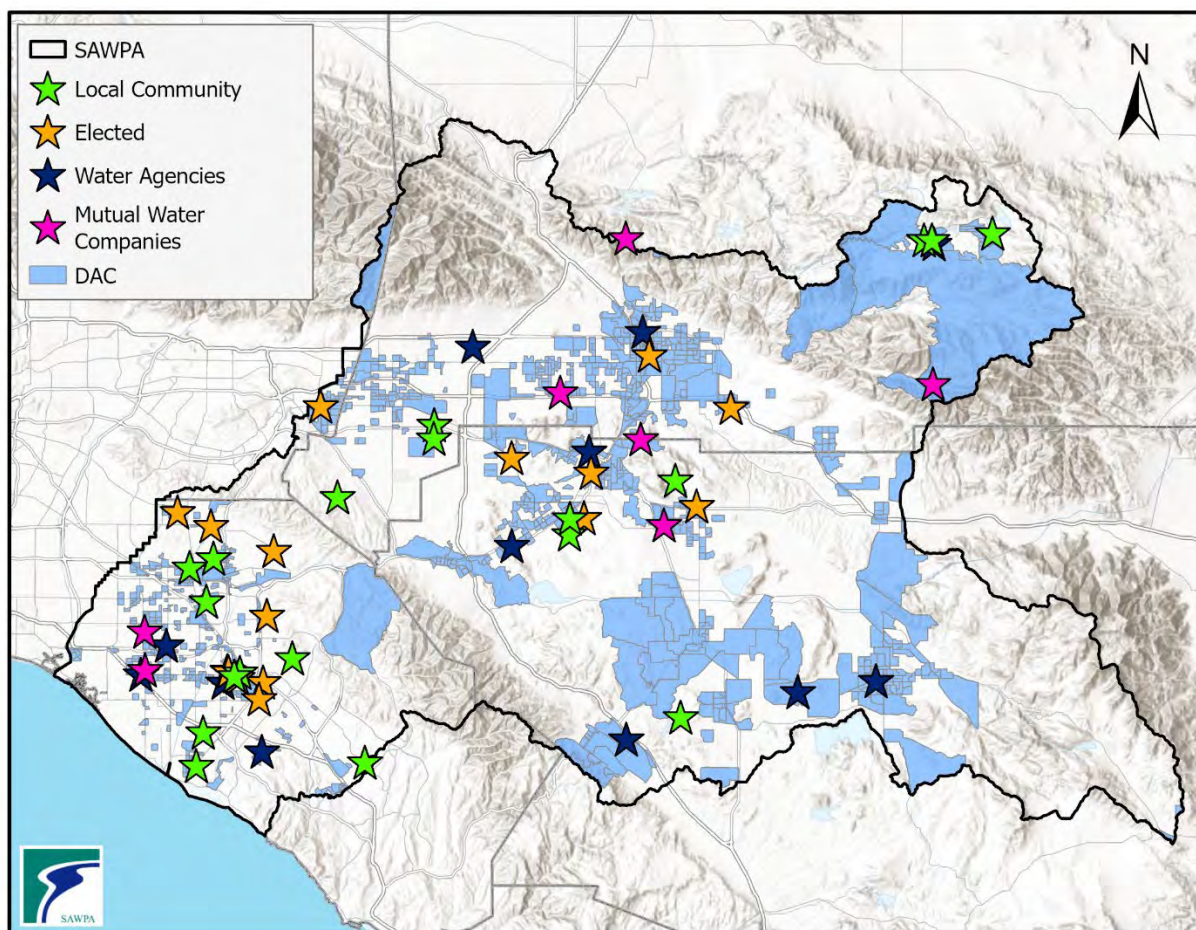 SAWPA
Local Community
Elected
Water Agencies
Mutual Water
Companies
DAC
N
SAWPA